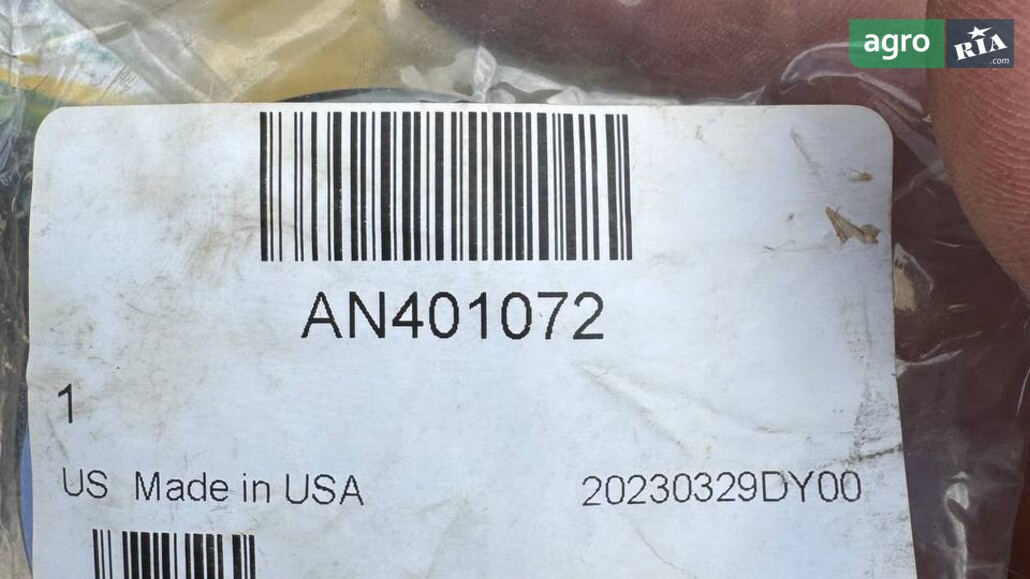 agro
RIA
.com
AN401072
1
US Made in USA
20230329DY00